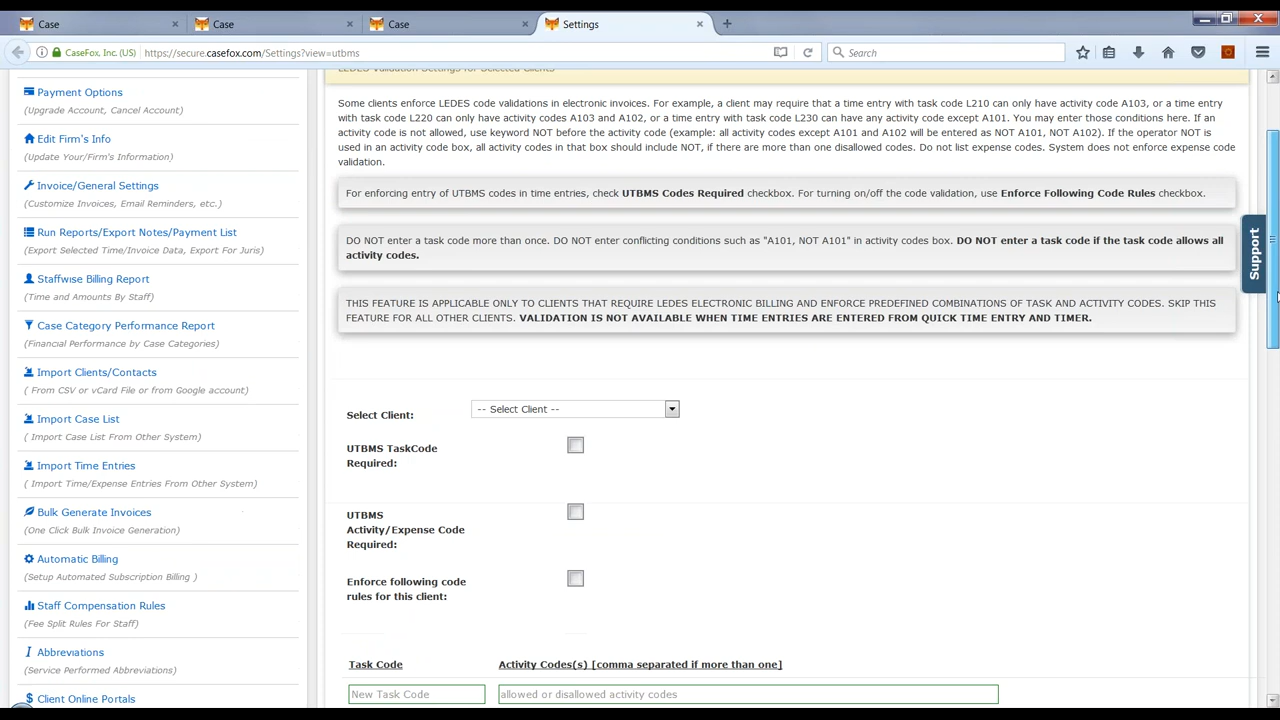 Case
Case
Case
Settings
CaseFox, Inc. (US)
https://secure.casefox.com/Settings?view=utbms
Search
Payment Options
(Upgrade Account, Cancel Account)
Edit Firm's Info
(Update Your/Firm's Information)
Invoice/General Settings
(Customize Invoices, Email Reminders, etc.)
Run Reports/Export Notes/Payment List
(Export Selected Time/Invoice Data, Export For Juris)
Staffwise Billing Report
(Time and Amounts By Staff)
Case Category Performance Report
(Financial Performance by Case Categories)
Import Clients/Contacts
( From CSV or vCard File or from Google account)
Import Case List
( Import Case List From Other System)
Import Time Entries
( Import Time/Expense Entries From Other System)
Bulk Generate Invoices
(One Click Bulk Invoice Generation)
Automatic Billing
(Setup Automated Subscription Billing )
Staff Compensation Rules
(Fee Split Rules For Staff)
Abbreviations
(Service Performed Abbreviations)
Client Online Portals
LEDES Validation Settings for Selected Clients
Some clients enforce LEDES code validations in electronic invoices. For example, a client may require that a time entry with task code L210 can only have activity code A103, or a time entry
with task code L220 can only have activity codes A103 and A102, or a time entry with task code L230 can have any activity code except A101. You may enter those conditions here. If an
activity code is not allowed, use keyword NOT before the activity code (example: all activity codes except A101 and A102 will be entered as NOT A101, NOT A102). If the operator NOT is
used in an activity code box, all activity codes in that box should include NOT, if there are more than one disallowed codes. Do not list expense codes. System does not enforce expense code
validation.
For enforcing entry of UTBMS codes in time entries, check UTBMS Codes Required checkbox. For turning on/off the code validation, use Enforce Following Code Rules checkbox.
DO NOT enter a task code more than once. DO NOT enter conflicting conditions such as "A101, NOT A101" in activity codes box. DO NOT enter a task code if the task code allows all
activity codes.
THIS FEATURE IS APPLICABLE ONLY TO CLIENTS THAT REQUIRE LEDES ELECTRONIC BILLING AND ENFORCE PREDEFINED COMBINATIONS OF TASK AND ACTIVITY CODES. SKIP THIS
FEATURE FOR ALL OTHER CLIENTS. VALIDATION IS NOT AVAILABLE WHEN TIME ENTRIES ARE ENTERED FROM QUICK TIME ENTRY AND TIMER.
Select Client:
-- Select Client --
UTBMS TaskCode
Required:
UTBMS
Activity/Expense Code
Required:
Enforce following code
rules for this client:
Task Code
Activity Codes(s) [comma separated if more than one]
New Task Code
allowed or disallowed activity codes
Support